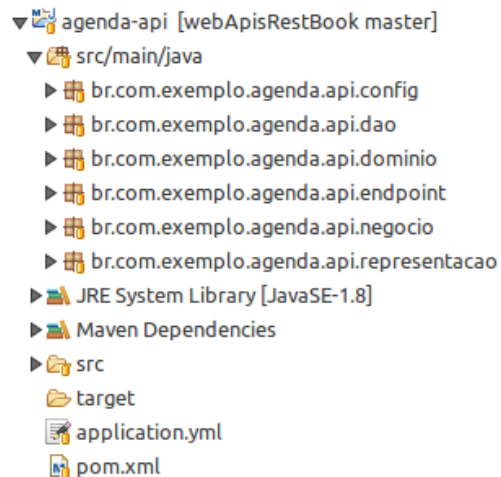 agenda-api [webApisRestBook master]
src/main/java
br.com.exemplo.agenda.api.config
br.com.exemplo.agenda.api.dao
br.com.exemplo.agenda.api.dominio
br.com.exemplo.agenda.api.endpoint
br.com.exemplo.agenda.api.negocio
br.com.exemplo.agenda.api.representacao
JRE System Library [JavaSE-1.8]
Maven Dependencies
src
target
application.yml
pom.xml